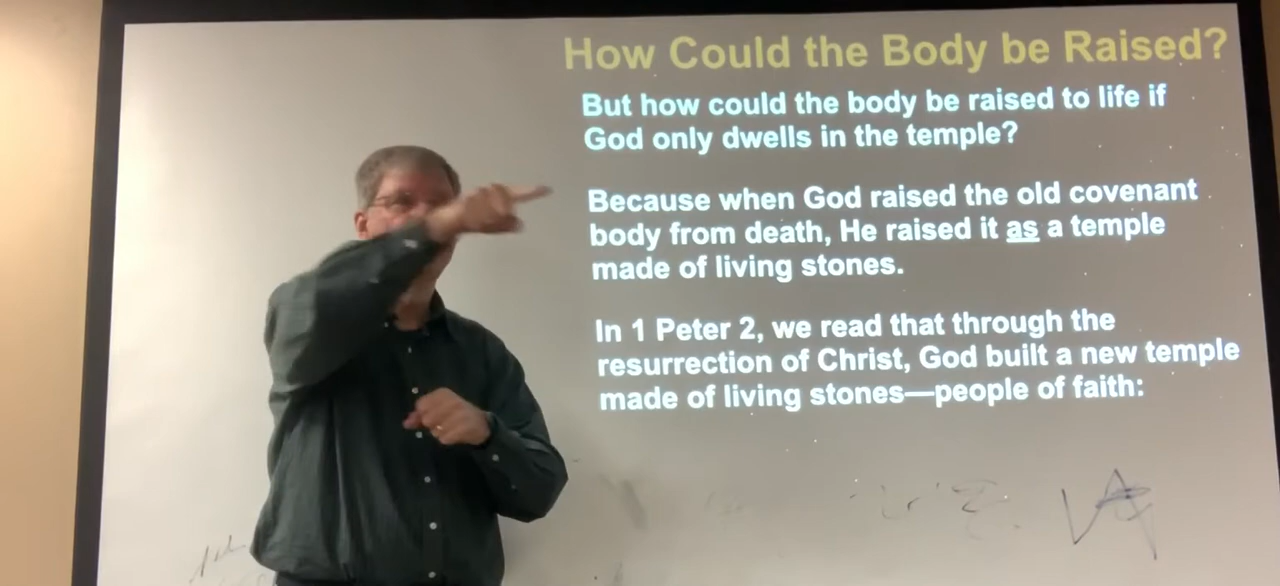 How Could the Body be Raised?
But how could the body be raised to life if
God only dwells in the temple?
Because when God raised the old covenant
body from death, He raised it as a temple
made of living stones.
In 1 Peter 2, we read that through the
resurrection of Christ, God built a new temple
made of living stones—people of faith: